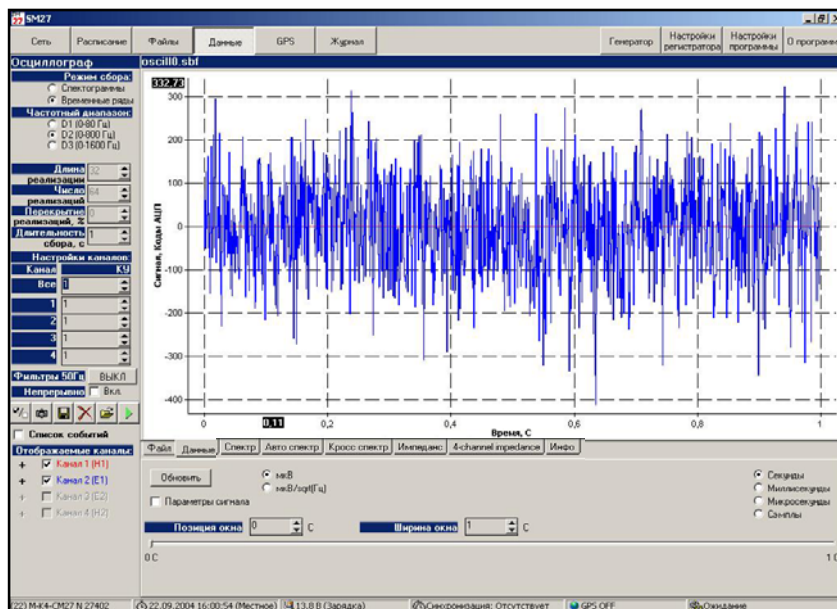 SM27
Сеть Расписание Файлы Данные GPS Журнал Генератор Настройки регистратора Настройки программы О програм
Осциллограф
oscill0.sbf
Режим сбора:
Спектрограммы
Временные ряды
Частотный диапазон:
D1 (0-80 Гц)
D2 (0-800 Гц)
D3 (0-1600 Гц)
Длина реализации 32
Число реализаций 64
Перекрытие реализаций, % 0
Длительность сбора, с 1
Настройки каналов:
Канал КУ
Все 1
1 1
2 1
3 1
4 1
Фильтры 50Гц ВЫКЛ
Непрерывно Вкл.
Список событий
Отображаемые каналы:
+ Канал 1 (H1)
+ Канал 2 (E1)
+ Канал 3 (E2)
+ Канал 4 (H2)
332,73
300
200
100
0
-100
-200
-300
-400
Сигнал, Коды АЦП
0 0,11 0,2 0,4 0,6 0,8 1
Время, С
Файл Данные Спектр Авто спектр Кросс спектр Импеданс 4-channel impedance Инфо
Обновить
мкВ
мкВ/sqrt(Гц)
Параметры сигнала
Секунды
Миллисекунды
Микросекунды
Сэмплы
Позиция окна 0 С Ширина окна 1 С
0 С 1 С
(22) М-К4-СМ27 N 27402 22.09.2004 16:00:54 (Местное) 13,8 В (Зарядка) Синхронизация: Отсутствует GPS OFF Ожидание